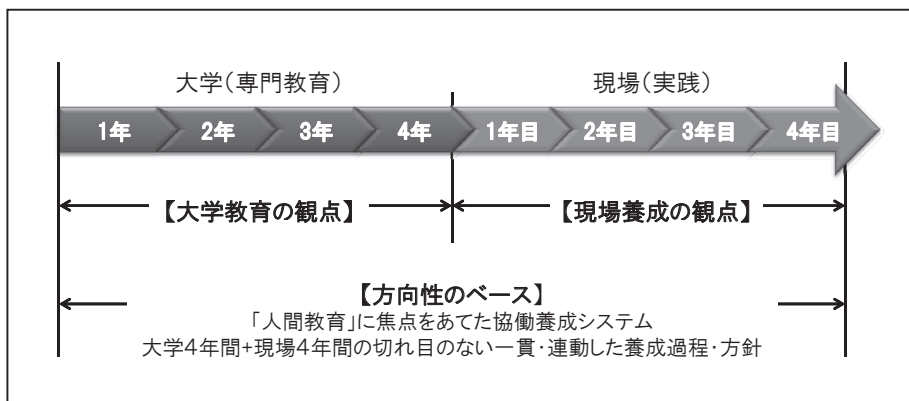 大学(専門教育) 現場(実践)
1年 2年 3年 4年 1年目 2年目 3年目 4年目
【大学教育の観点】 【現場養成の観点】
【方向性のベース】
「人間教育」に焦点をあてた協働養成システム
大学4年間+現場4年間の切れ目のない一貫・連動した養成過程・方針